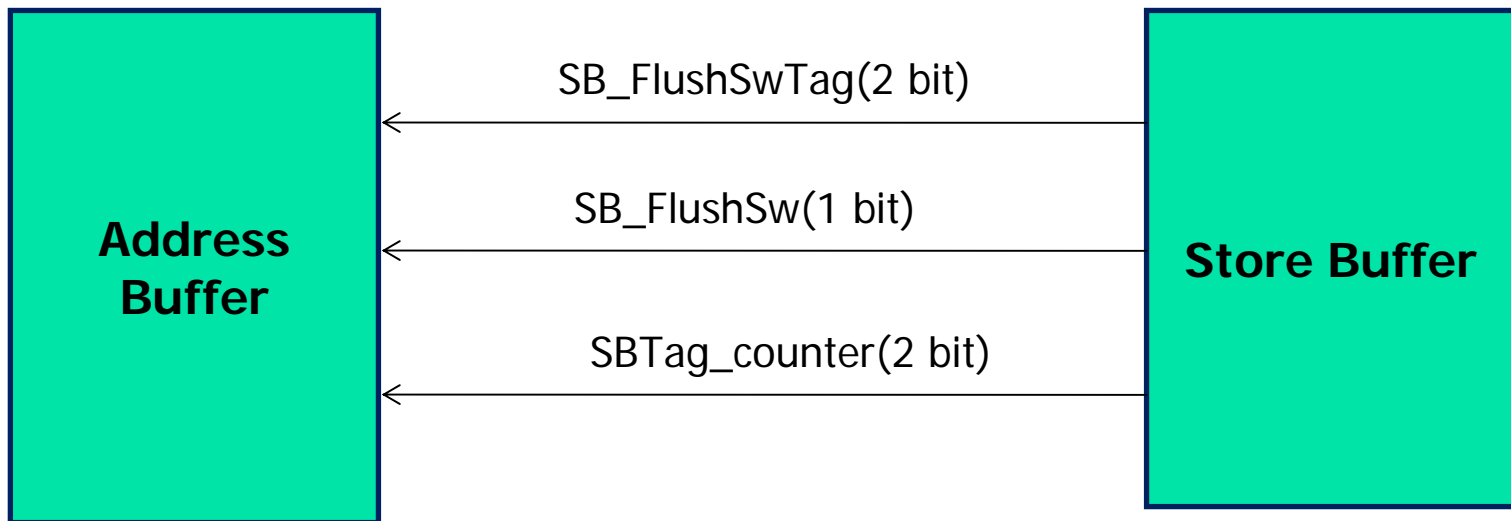 SB_FlushSwTag(2 bit)
SB_FlushSw(1 bit)
Address
Buffer
Store Buffer
SBTag_counter(2 bit)